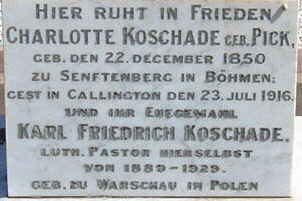 HIER RUHT IN FRIEDEN
CHARLOTTE KOSCHADE GEB. PICK,
GEB. DEN 22. DECEMBER 1850
ZU SENFTENBERG IN BÖHMEN:
GEST IN CALLINGTON DEN 23. JULI 1916.
UND IHR EHEGEMAHL
KARL FRIEDRICH KOSCHADE.
LUTH. PASTOR HIERSELBST
VON 1889-1929.
GEB. ZU WARSCHAU IN POLEN